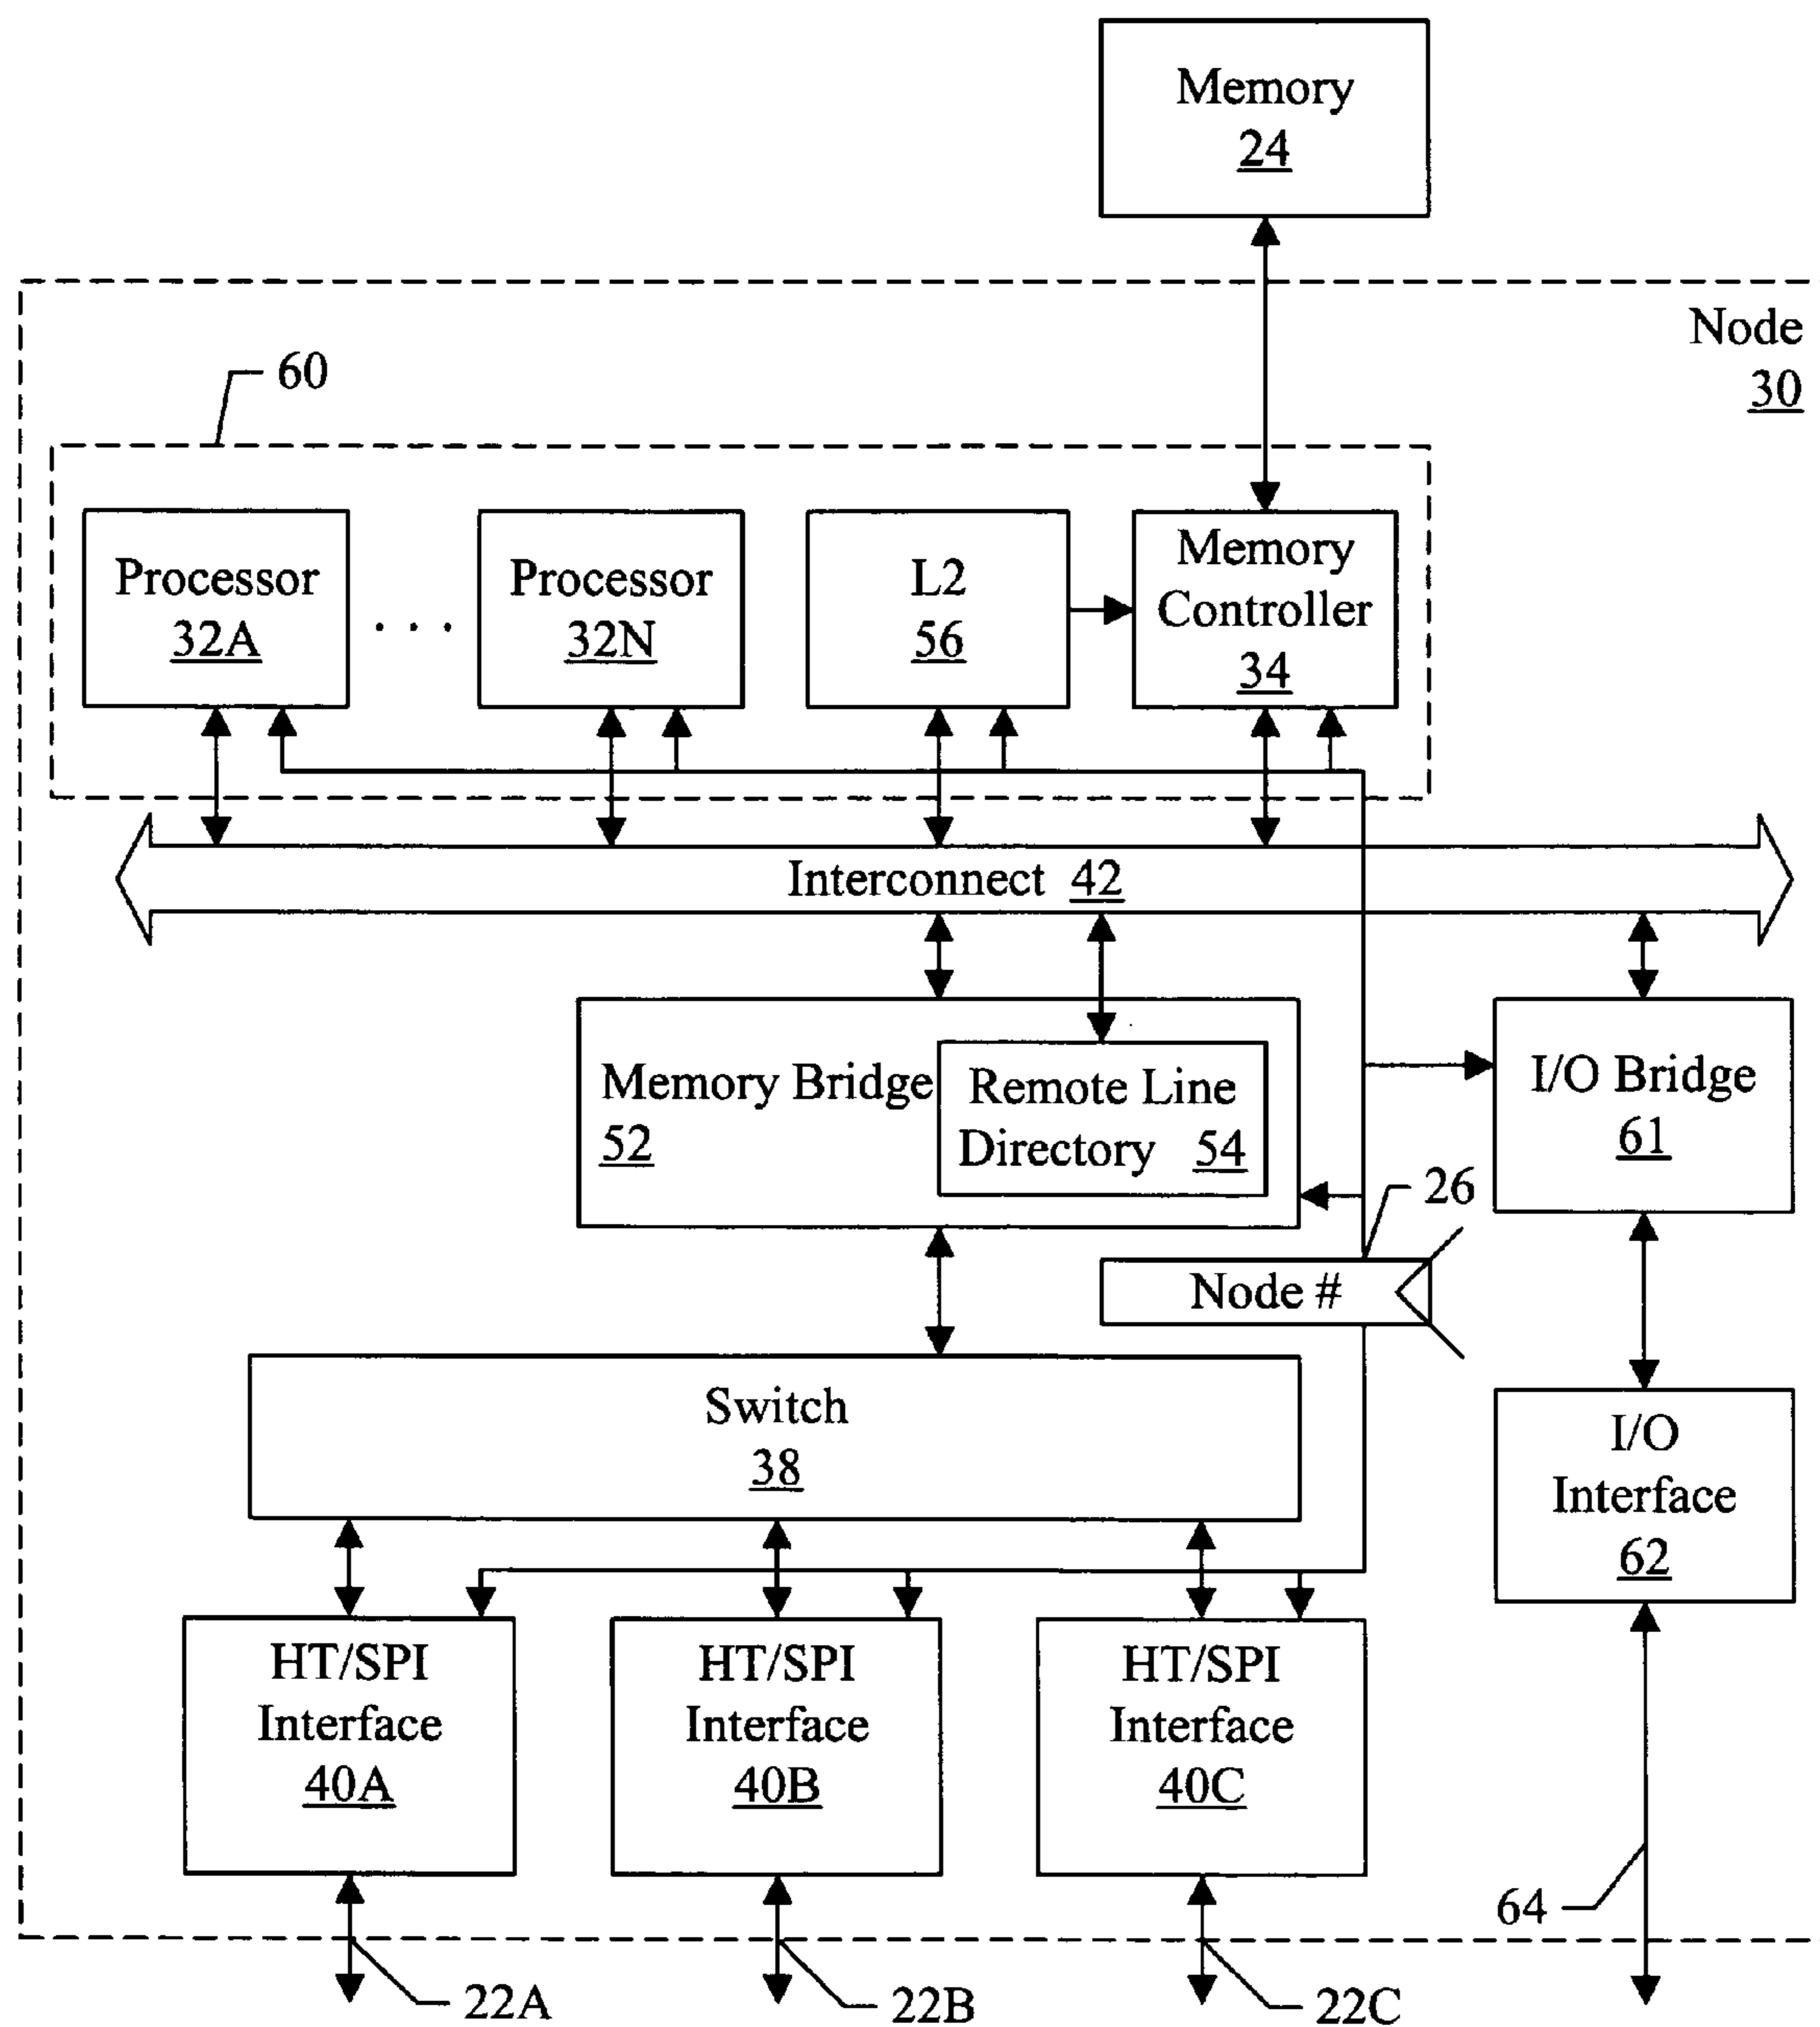 Memory
24
Node
30
60
Processor
32A
. . .
Processor
32N
L2
56
Memory
Controller
34
Interconnect 42
Memory Bridge
52
Remote Line
Directory 54
I/O Bridge
61
26
Node #
Switch
38
I/O
Interface
62
HT/SPI
Interface
40A
HT/SPI
Interface
40B
HT/SPI
Interface
40C
64
22A
22B
22C